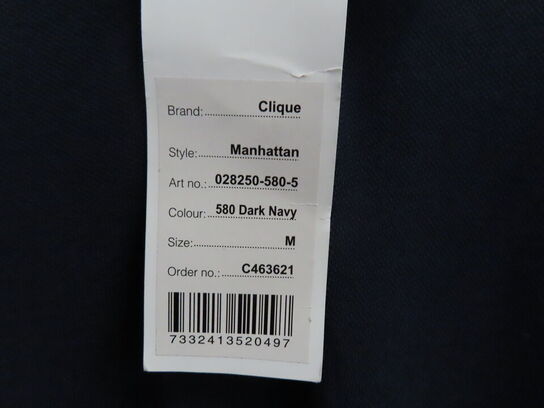 Brand: Clique
Style: Manhattan
Art no.: 028250-580-5
Colour: 580 Dark Navy
Size: M
Order no.: C463621
7332413520497